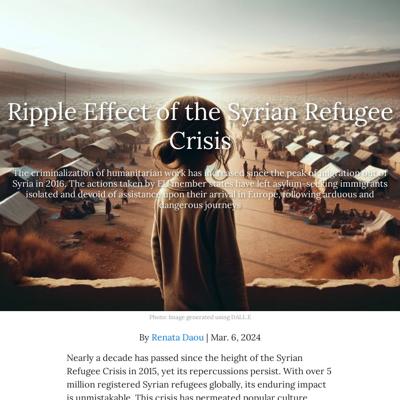 Ripple Effect of the Syrian Refugee
Crisis
The criminalization of humanitarian work has increased since the peak of migration out of
Syria in 2016. The actions taken by EU member states have left asylum-seeking immigrants
isolated and devoid of assistance upon their arrival in Europe, following arduous and
dangerous journeys
Photo: Image generated using DALL.E
By Renata Daou | Mar. 6, 2024
Nearly a decade has passed since the height of the Syrian
Refugee Crisis in 2015, yet its repercussions persist. With over 5
million registered Syrian refugees globally, its enduring impact
is unmistakable. This crisis has permeated popular culture